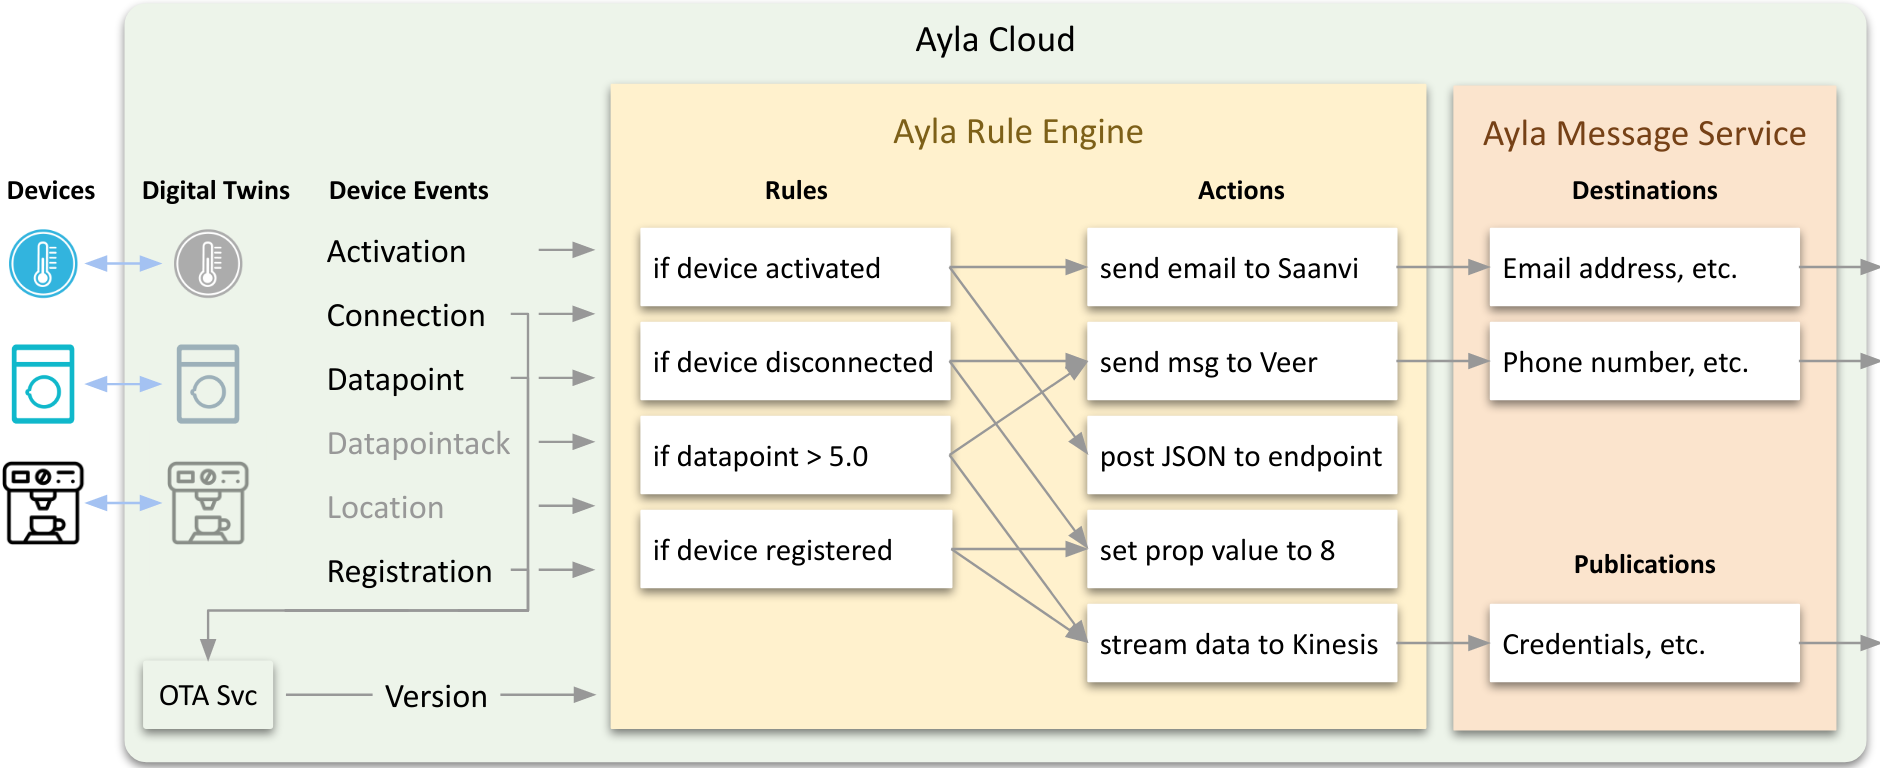 Ayla Cloud
Devices
Digital Twins
Device Events
Activation
Connection
Datapoint
Datapointack
Location
Registration
OTA Svc
Version
Ayla Rule Engine
Rules
if device activated
if device disconnected
if datapoint > 5.0
if device registered
Actions
send email to Saanvi
send msg to Veer
post JSON to endpoint
set prop value to 8
stream data to Kinesis
Ayla Message Service
Destinations
Email address, etc.
Phone number, etc.
Publications
Credentials, etc.